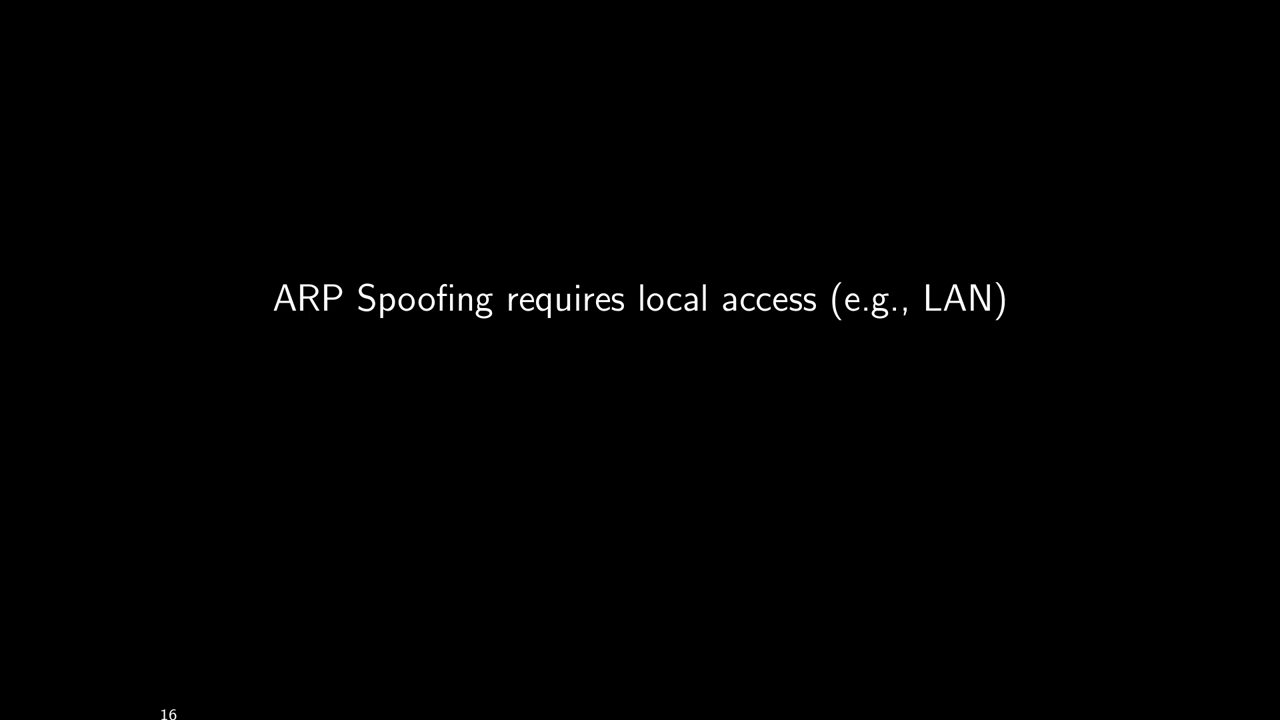 ARP Spoofing requires local access (e.g., LAN)
16